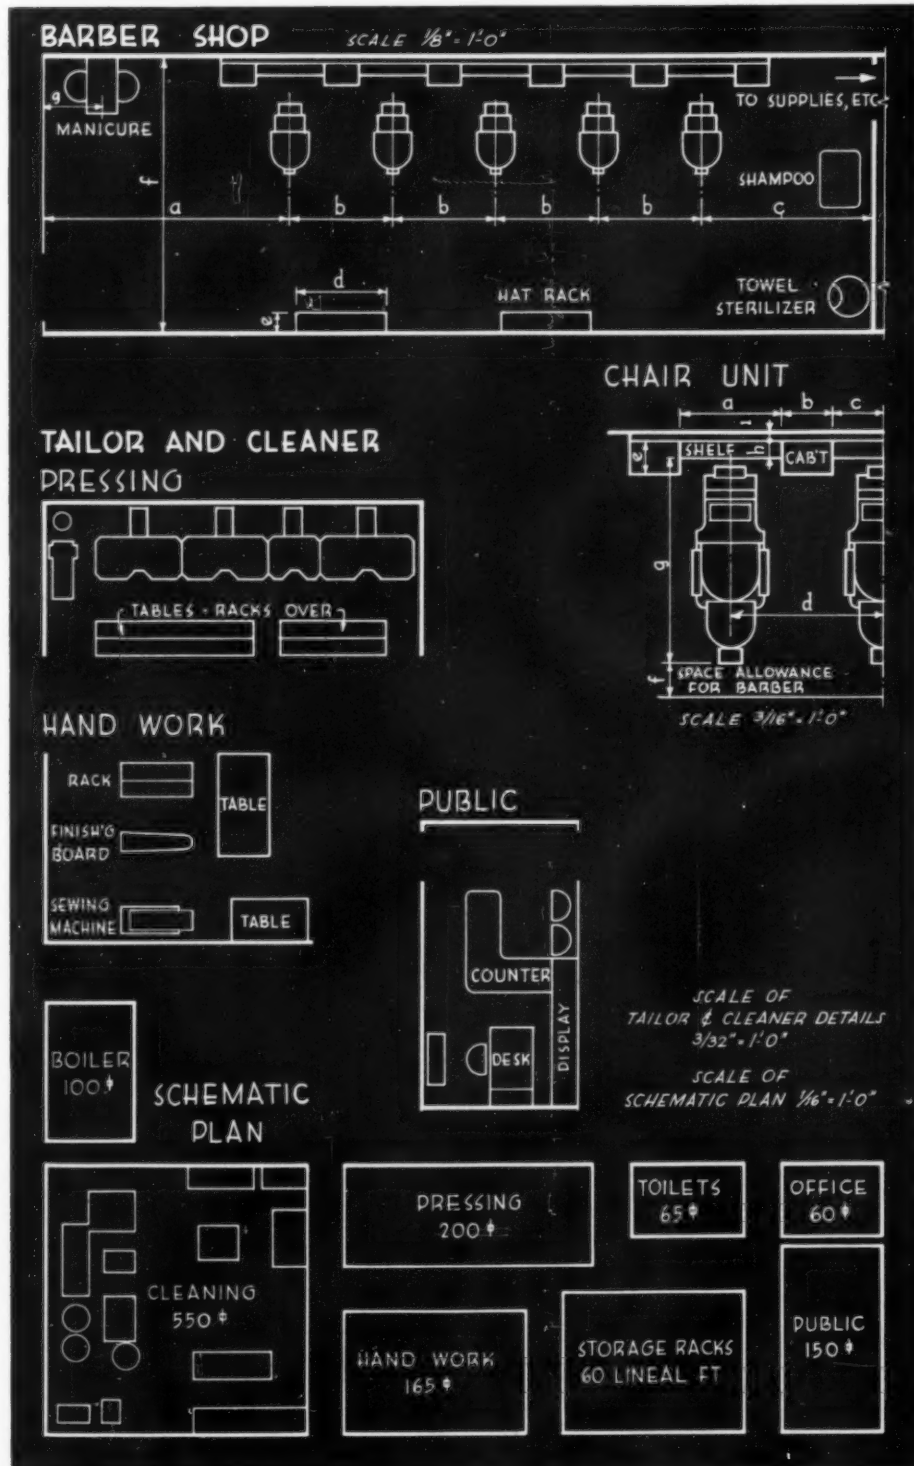 BARBER SHOP SCALE 1/8" = 1'-0"
g
MANICURE
TO SUPPLIES, ETC.
f
SHAMPOO
a b b b b c
d
HAT RACK
e
TOWEL
STERILIZER
CHAIR UNIT
a b c
i
e SHELF h CAB'T
g
d
f
SPACE ALLOWANCE
FOR BARBER
SCALE 3/16" = 1'-0"
TAILOR AND CLEANER
PRESSING
TABLES - RACKS OVER
HAND WORK
RACK
TABLE
FINISH'G
BOARD
SEWING
MACHINE
TABLE
PUBLIC
COUNTER
DISPLAY
DESK
SCALE OF
TAILOR & CLEANER DETAILS
3/32" = 1'-0"
SCALE OF
SCHEMATIC PLAN 1/16" = 1'-0"
BOILER
100 ⌽
SCHEMATIC
PLAN
CLEANING
550 ⌽
PRESSING
200 ⌽
TOILETS
65 ⌽
OFFICE
60 ⌽
HAND WORK
165 ⌽
STORAGE RACKS
60 LINEAL FT
PUBLIC
150 ⌽